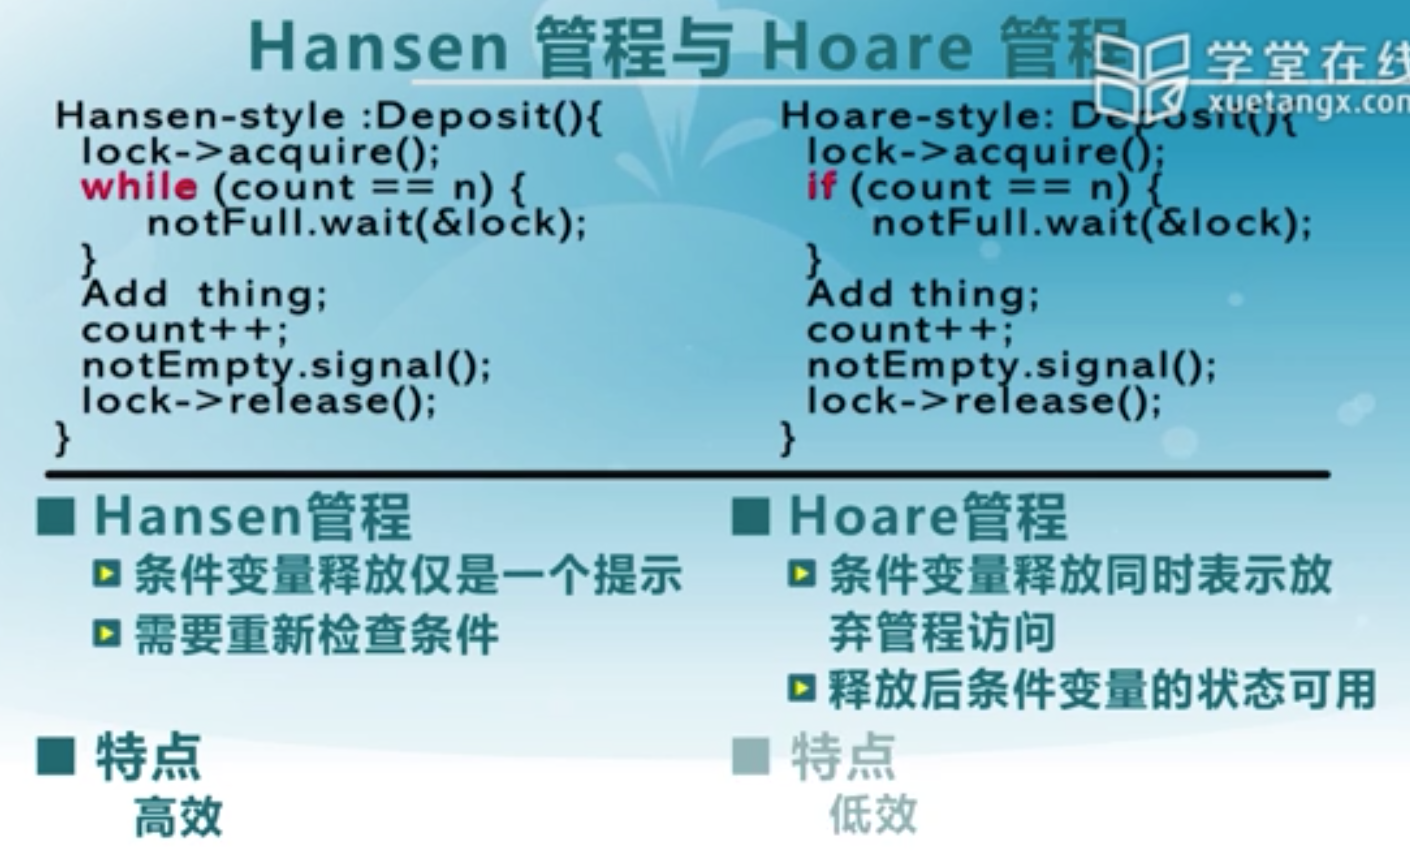 Hansen 管程与 Hoare 管程
学堂在线
xuetangx.com
Hansen-style :Deposit(){
lock->acquire();
while (count == n) {
notFull.wait(&lock);
}
Add thing;
count++;
notEmpty.signal();
lock->release();
}
Hoare-style: Deposit(){
lock->acquire();
if (count == n) {
notFull.wait(&lock);
}
Add thing;
count++;
notEmpty.signal();
lock->release();
}
Hansen管程
条件变量释放仅是一个提示
需要重新检查条件
特点
高效
Hoare管程
条件变量释放同时表示放
弃管程访问
释放后条件变量的状态可用
特点
低效